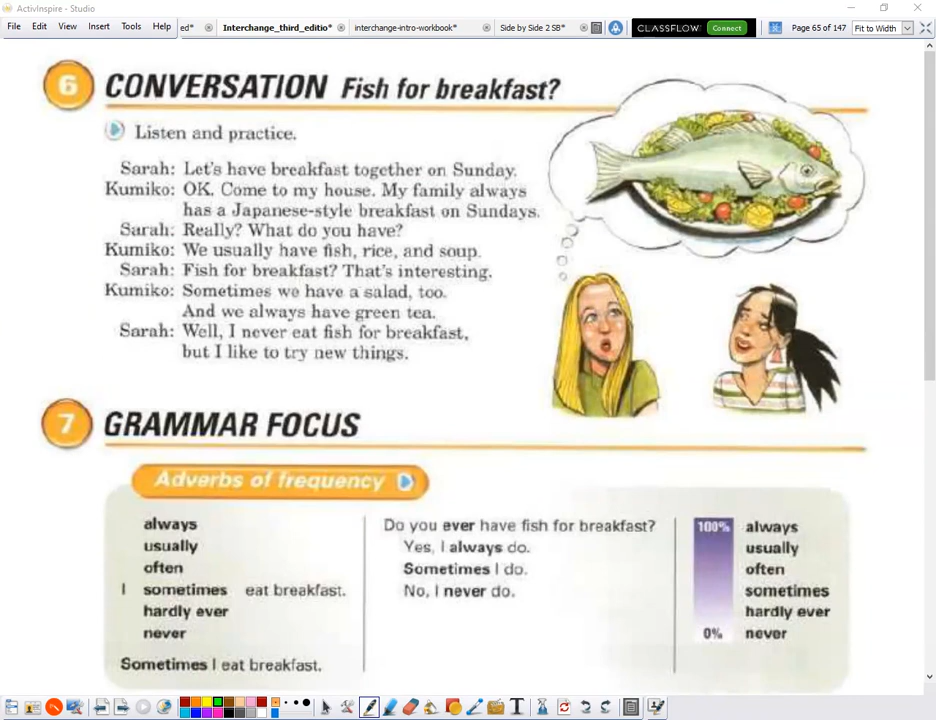 ActivInspire - Studio
File Edit View Insert Tools Help ed* Interchange_third_editio* interchange-intro-workbook* Side by Side 2 SB* CLASSFLOW Connect Page 65 of 147 Fit to Width
6 CONVERSATION Fish for breakfast?
Listen and practice.
Sarah: Let's have breakfast together on Sunday.
Kumiko: OK. Come to my house. My family always
has a Japanese-style breakfast on Sundays.
Sarah: Really? What do you have?
Kumiko: We usually have fish, rice, and soup.
Sarah: Fish for breakfast? That's interesting.
Kumiko: Sometimes we have a salad, too.
And we always have green tea.
Sarah: Well, I never eat fish for breakfast,
but I like to try new things.
7 GRAMMAR FOCUS
Adverbs of frequency
always
usually
often
I sometimes eat breakfast.
hardly ever
never
Sometimes I eat breakfast.
Do you ever have fish for breakfast?
Yes, I always do.
Sometimes I do.
No, I never do.
100% always
usually
often
sometimes
hardly ever
0% never